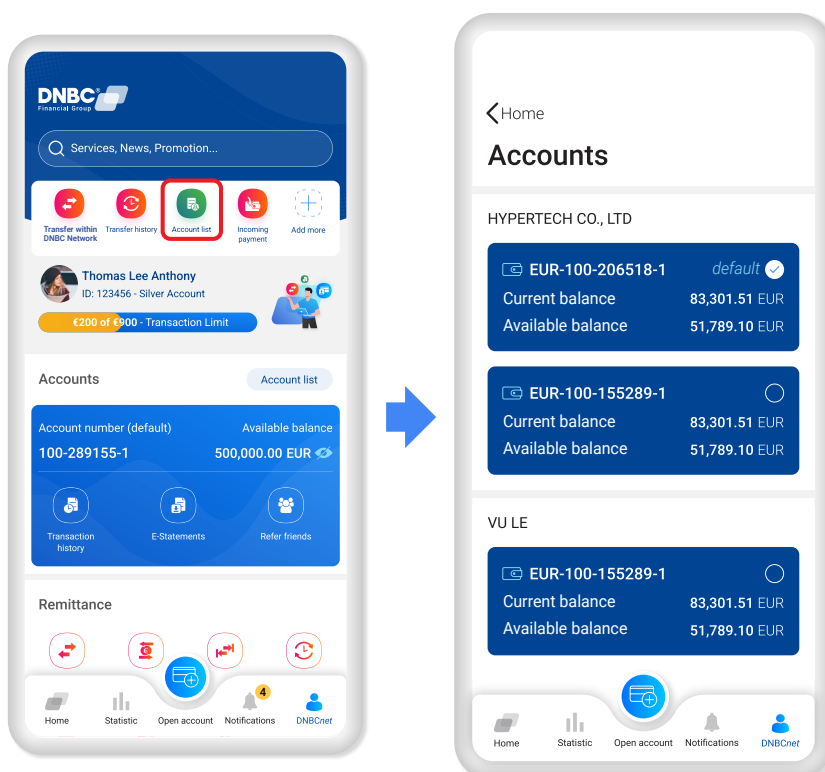 DNBC
Financial Group
Services, News, Promotion...
Transfer within
DNBC Network
Transfer history
Account list
Incoming
payment
Add more
Thomas Lee Anthony
ID: 123456 - Silver Account
€200 of €900 - Transaction Limit
Accounts
Account list
Account number (default)
Available balance
100-289155-1
500,000.00 EUR
Transaction
history
E-Statements
Refer friends
Remittance
4
Home
Statistic
Open account
Notifications
DNBCnet
Home
Accounts
HYPERTECH CO., LTD
EUR-100-206518-1
default
Current balance
83,301.51 EUR
Available balance
51,789.10 EUR
EUR-100-155289-1
Current balance
83,301.51 EUR
Available balance
51,789.10 EUR
VU LE
EUR-100-155289-1
Current balance
83,301.51 EUR
Available balance
51,789.10 EUR
Home
Statistic
Open account
Notifications
DNBCnet